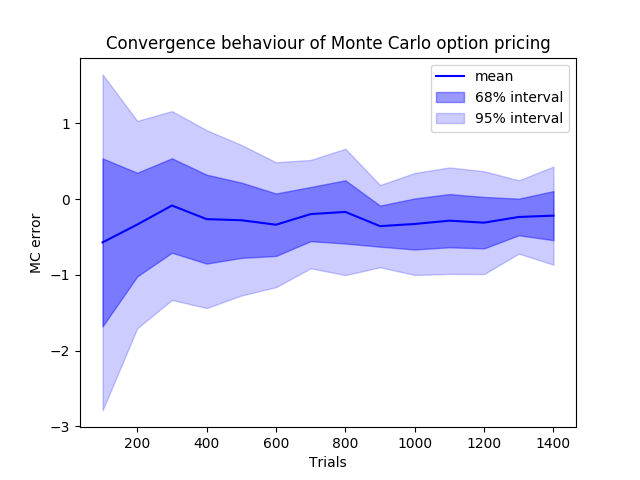 Convergence behaviour of Monte Carlo option pricing
mean
68% interval
95% interval
1
0
−1
−2
−3
MC error
200 400 600 800 1000 1200 1400
Trials